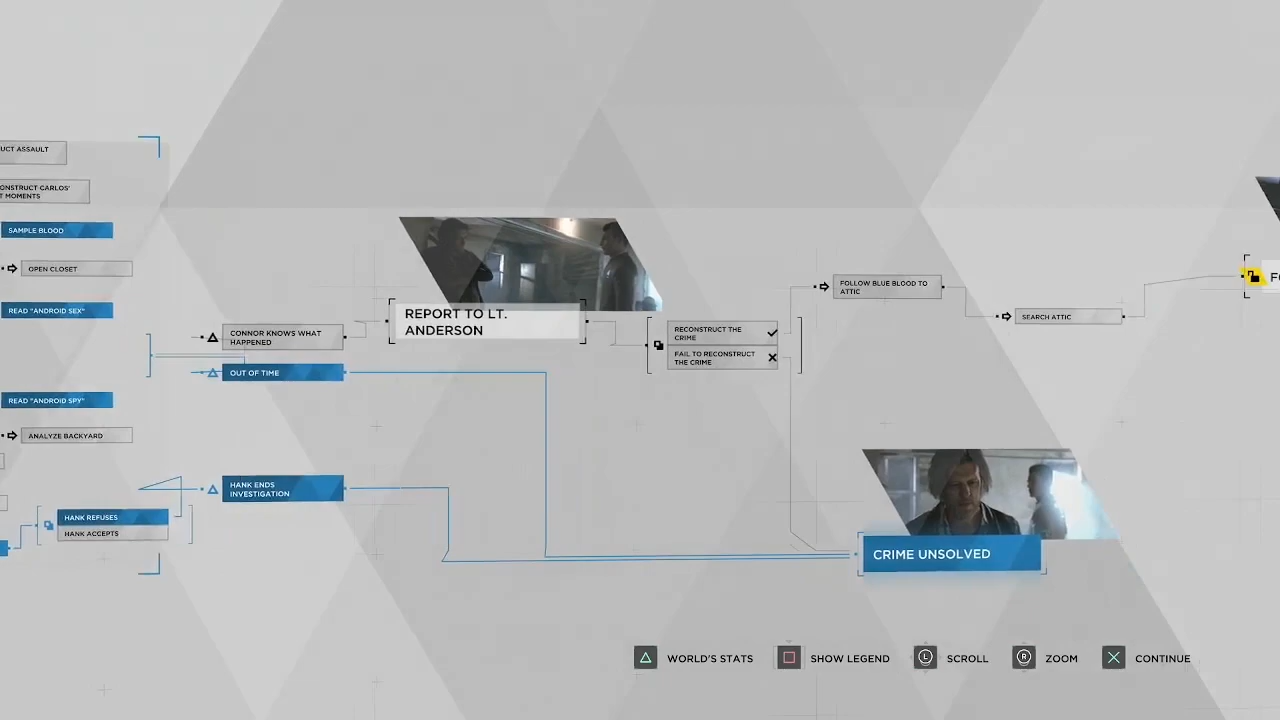 UCT ASSAULT
ONSTRUCT CARLOS'
T MOMENTS
SAMPLE BLOOD
OPEN CLOSET
READ "ANDROID SEX"
READ "ANDROID SPY"
ANALYZE BACKYARD
HANK REFUSES
HANK ACCEPTS
CONNOR KNOWS WHAT
HAPPENED
OUT OF TIME
HANK ENDS
INVESTIGATION
REPORT TO LT.
ANDERSON
RECONSTRUCT THE
CRIME
FAIL TO RECONSTRUCT
THE CRIME
FOLLOW BLUE BLOOD TO
ATTIC
SEARCH ATTIC
FO
CRIME UNSOLVED
WORLD'S STATS
SHOW LEGEND
L SCROLL
R ZOOM
CONTINUE